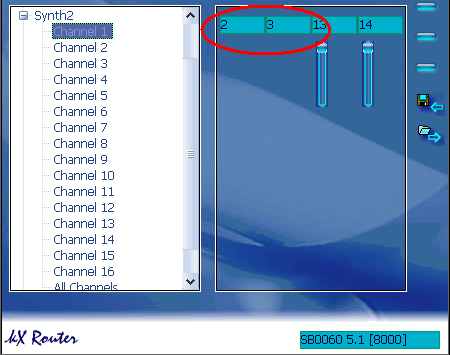 Synth2
Channel 1
Channel 2
Channel 3
Channel 4
Channel 5
Channel 6
Channel 7
Channel 8
Channel 9
Channel 10
Channel 11
Channel 12
Channel 13
Channel 14
Channel 15
Channel 16
All Channels
2 3 13 14
kX Router
SB0060 5.1 [8000]